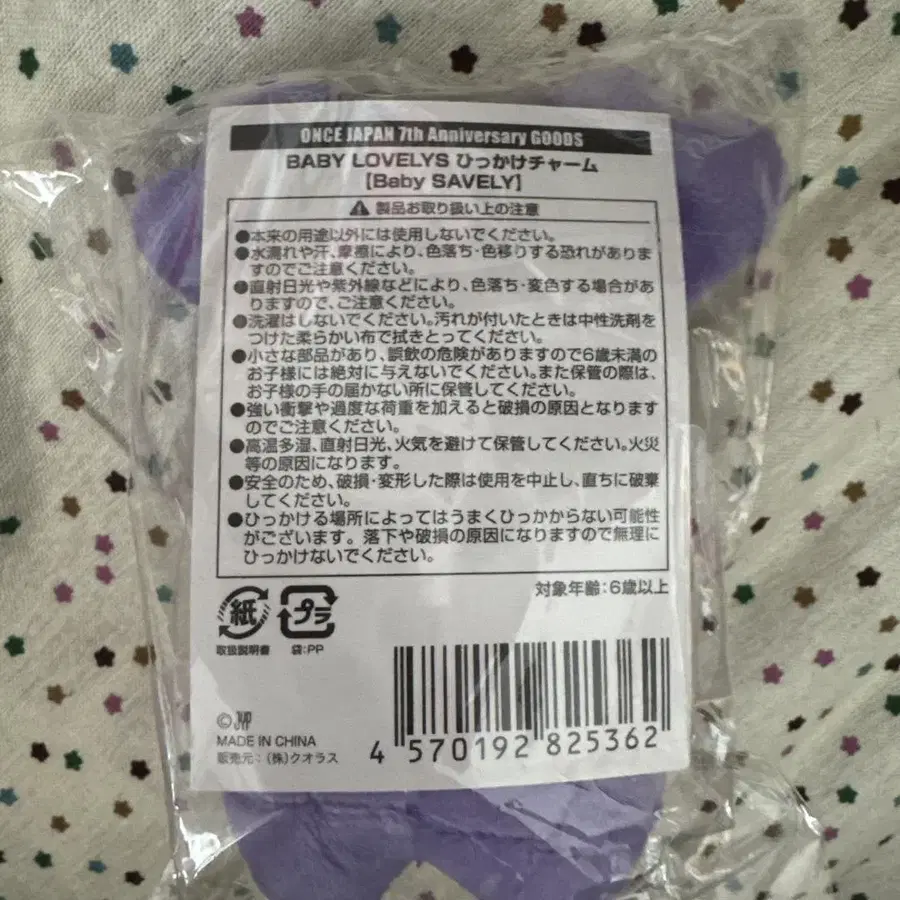 ONCE JAPAN 7th Anniversary GOODS
BABY LOVELYS ひっかけチャーム
【Baby SAVELY】
⚠ 製品お取り扱い上の注意
●本来の用途以外には使用しないでください。
●水濡れや汗、摩擦により、色落ち・色移りする恐れがありま
すのでご注意ください。
●直射日光や紫外線などにより、色落ち・変色する場合があ
りますので、ご注意ください。
●洗濯はしないでください。汚れが付いたときは中性洗剤を
つけた柔らかい布で拭きとってください。
●小さな部品があり、誤飲の危険がありますので6歳未満の
お子様には絶対に与えないでください。また保管の際は、
お子様の手の届かない所に保管してください。
●強い衝撃や過度な荷重を加えると破損の原因となります
のでご注意ください。
●高温多湿、直射日光、火気を避けて保管してください。火災
等の原因になります。
●安全のため、破損・変形した際は使用を中止し、直ちに破棄
してください。
●ひっかける場所によってはうまくひっかからない可能性
がございます。落下や破損の原因になりますので無理に
ひっかけないでください。
対象年齢:6歳以上
紙 プラ
取扱説明書 袋:PP
©JYP
MADE IN CHINA
販売元:(株)クオラス
4 570192 825362